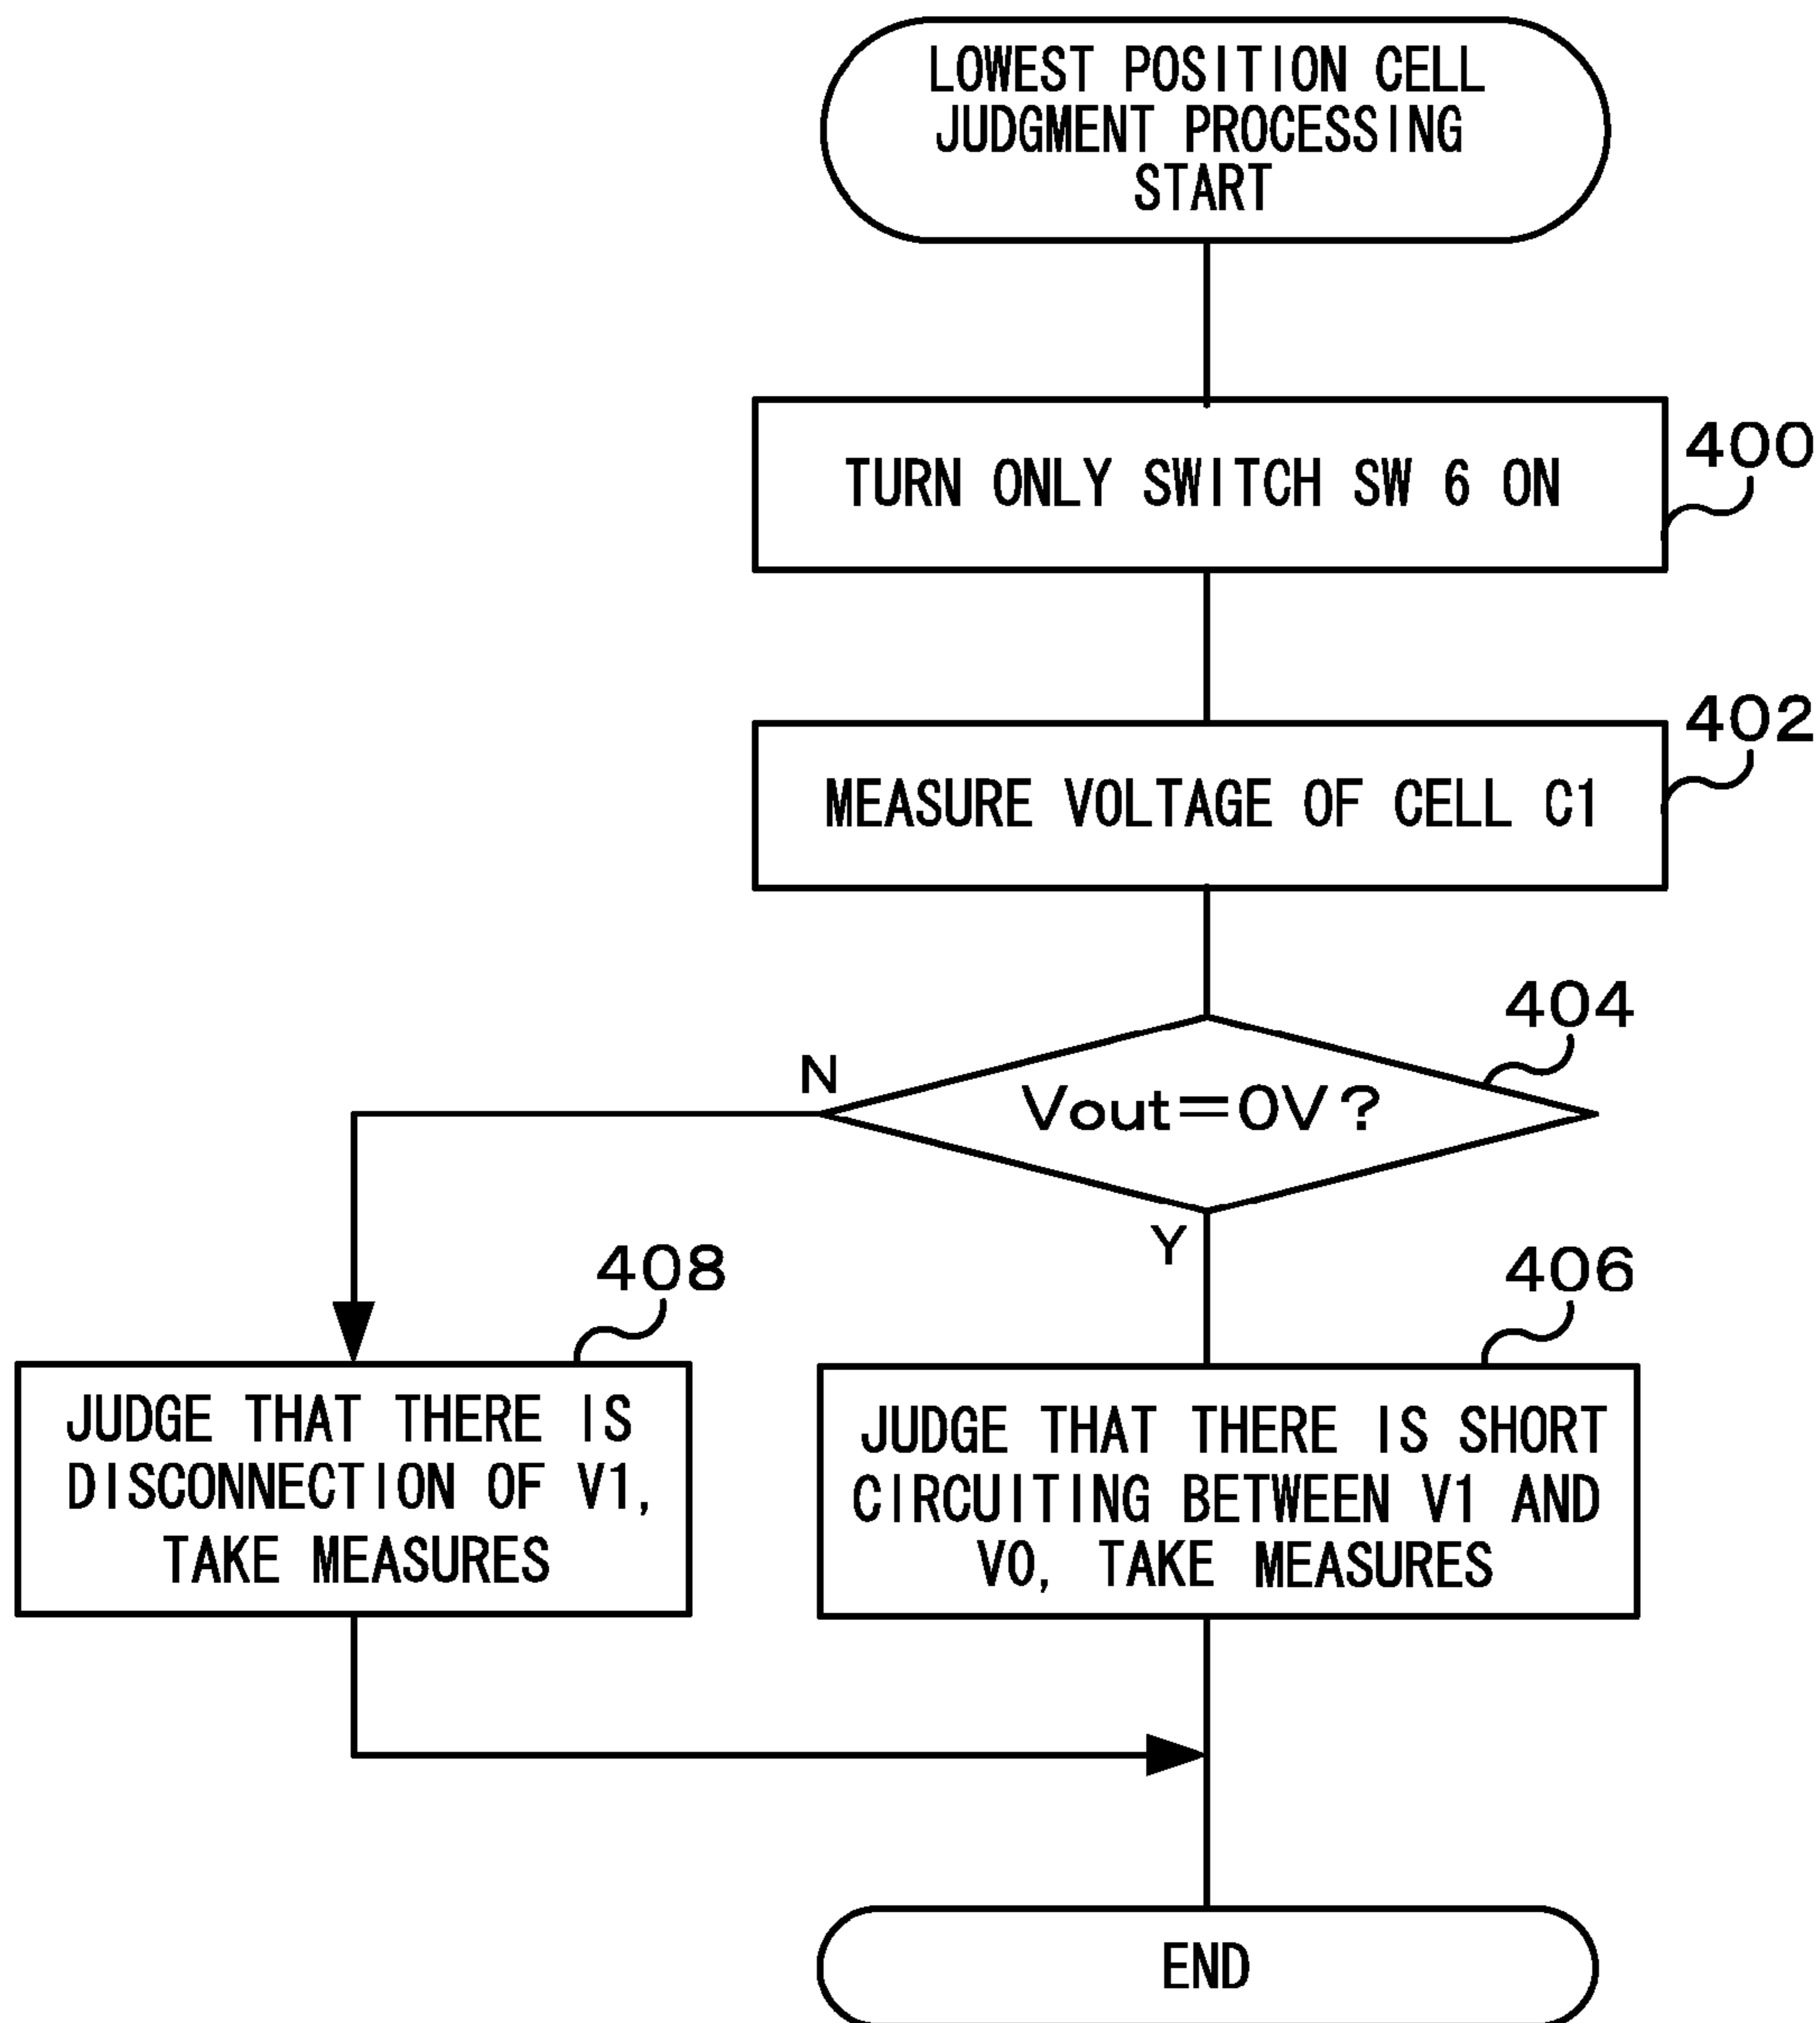 LOWEST POSITION CELL
JUDGMENT PROCESSING
START
TURN ONLY SWITCH SW 6 ON
400
MEASURE VOLTAGE OF CELL C1
402
404
N
Vout=0V?
Y
408
406
JUDGE THAT THERE IS
DISCONNECTION OF V1,
TAKE MEASURES
JUDGE THAT THERE IS SHORT
CIRCUITING BETWEEN V1 AND
V0, TAKE MEASURES
END